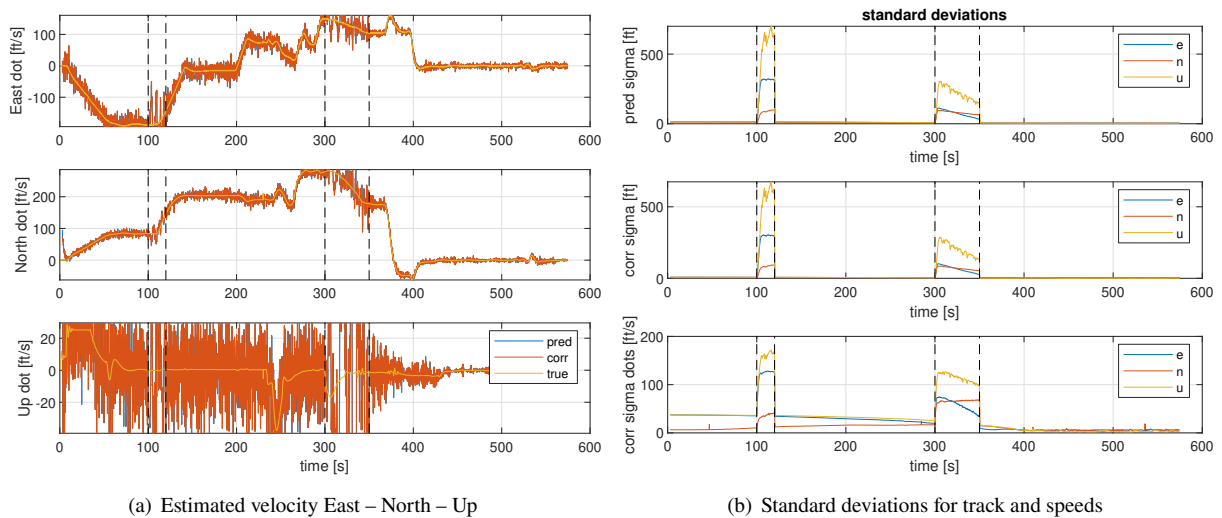 East dot [ft/s]
100
0
-100
0 100 200 300 400 500 600
North dot [ft/s]
200
100
0
0 100 200 300 400 500 600
Up dot [ft/s]
20
0
-20
pred
corr
true
0 100 200 300 400 500 600
time [s]
(a) Estimated velocity East – North – Up
standard deviations
pred sigma [ft]
500
0
e
n
u
0 100 200 300 400 500 600
time [s]
corr sigma [ft]
500
0
e
n
u
0 100 200 300 400 500 600
time [s]
corr sigma dots [ft/s]
200
100
0
e
n
u
0 100 200 300 400 500 600
time [s]
(b) Standard deviations for track and speeds